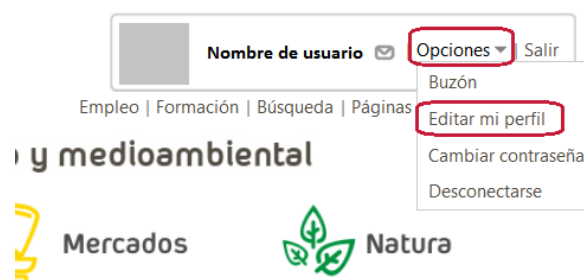 Nombre de usuario | Opciones | Salir
Buzón
Empleo | Formación | Búsqueda | Páginas
Editar mi perfil
y medioambiental
Cambiar contraseña
Desconectarse
Mercados
Natura